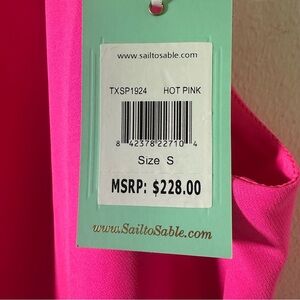 www.sailtosable.com
TXSP1924 HOT PINK
8 42378 22710 4
Size S
MSRP: $228.00
www.SailtoSable.com